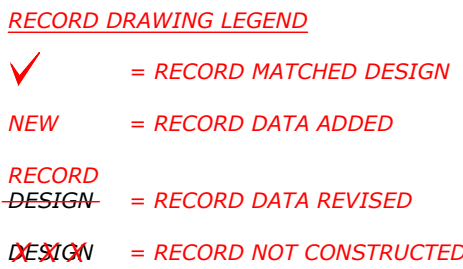 RECORD DRAWING LEGEND
= RECORD MATCHED DESIGN
NEW = RECORD DATA ADDED
RECORD
DESIGN = RECORD DATA REVISED
DESIGN = RECORD NOT CONSTRUCTED